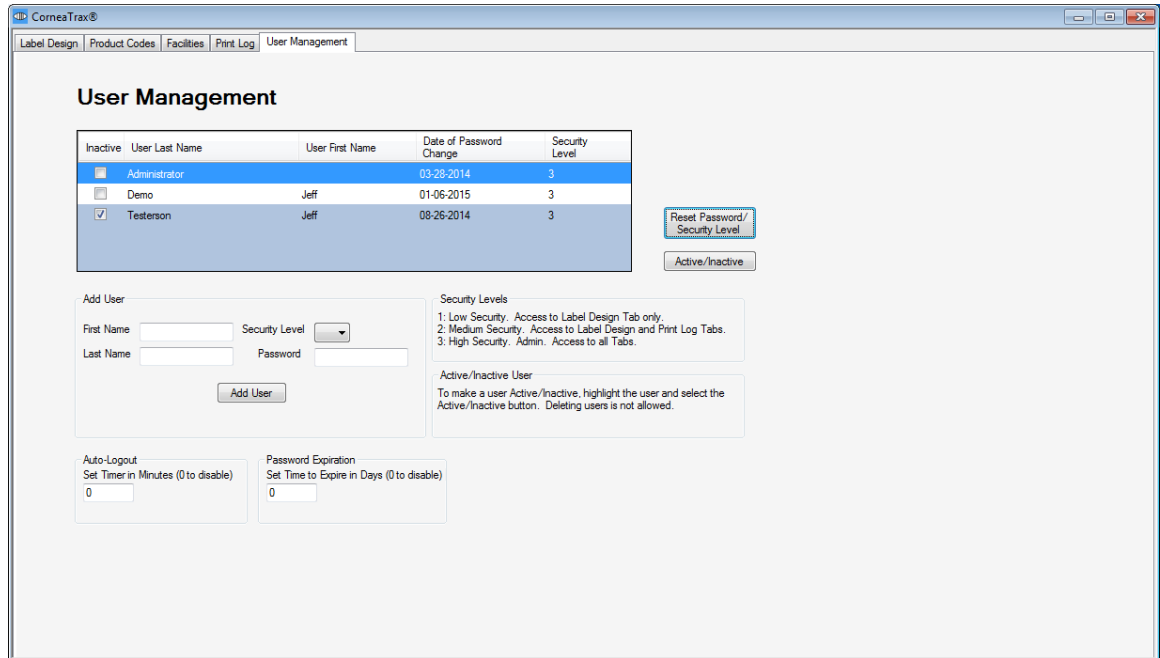 CorneaTrax®
Label Design Product Codes Facilities Print Log User Management
User Management
Inactive User Last Name User First Name Date of Password Change Security Level
Administrator 03-28-2014 3
Demo Jeff 01-06-2015 3
Testerson Jeff 08-26-2014 3
Reset Password/
Security Level
Active/Inactive
Add User
First Name Security Level
Last Name Password
Add User
Security Levels
1: Low Security. Access to Label Design Tab only.
2: Medium Security. Access to Label Design and Print Log Tabs.
3: High Security. Admin. Access to all Tabs.
Active/Inactive User
To make a user Active/Inactive, highlight the user and select the
Active/Inactive button. Deleting users is not allowed.
Auto-Logout
Set Timer in Minutes (0 to disable)
0
Password Expiration
Set Time to Expire in Days (0 to disable)
0